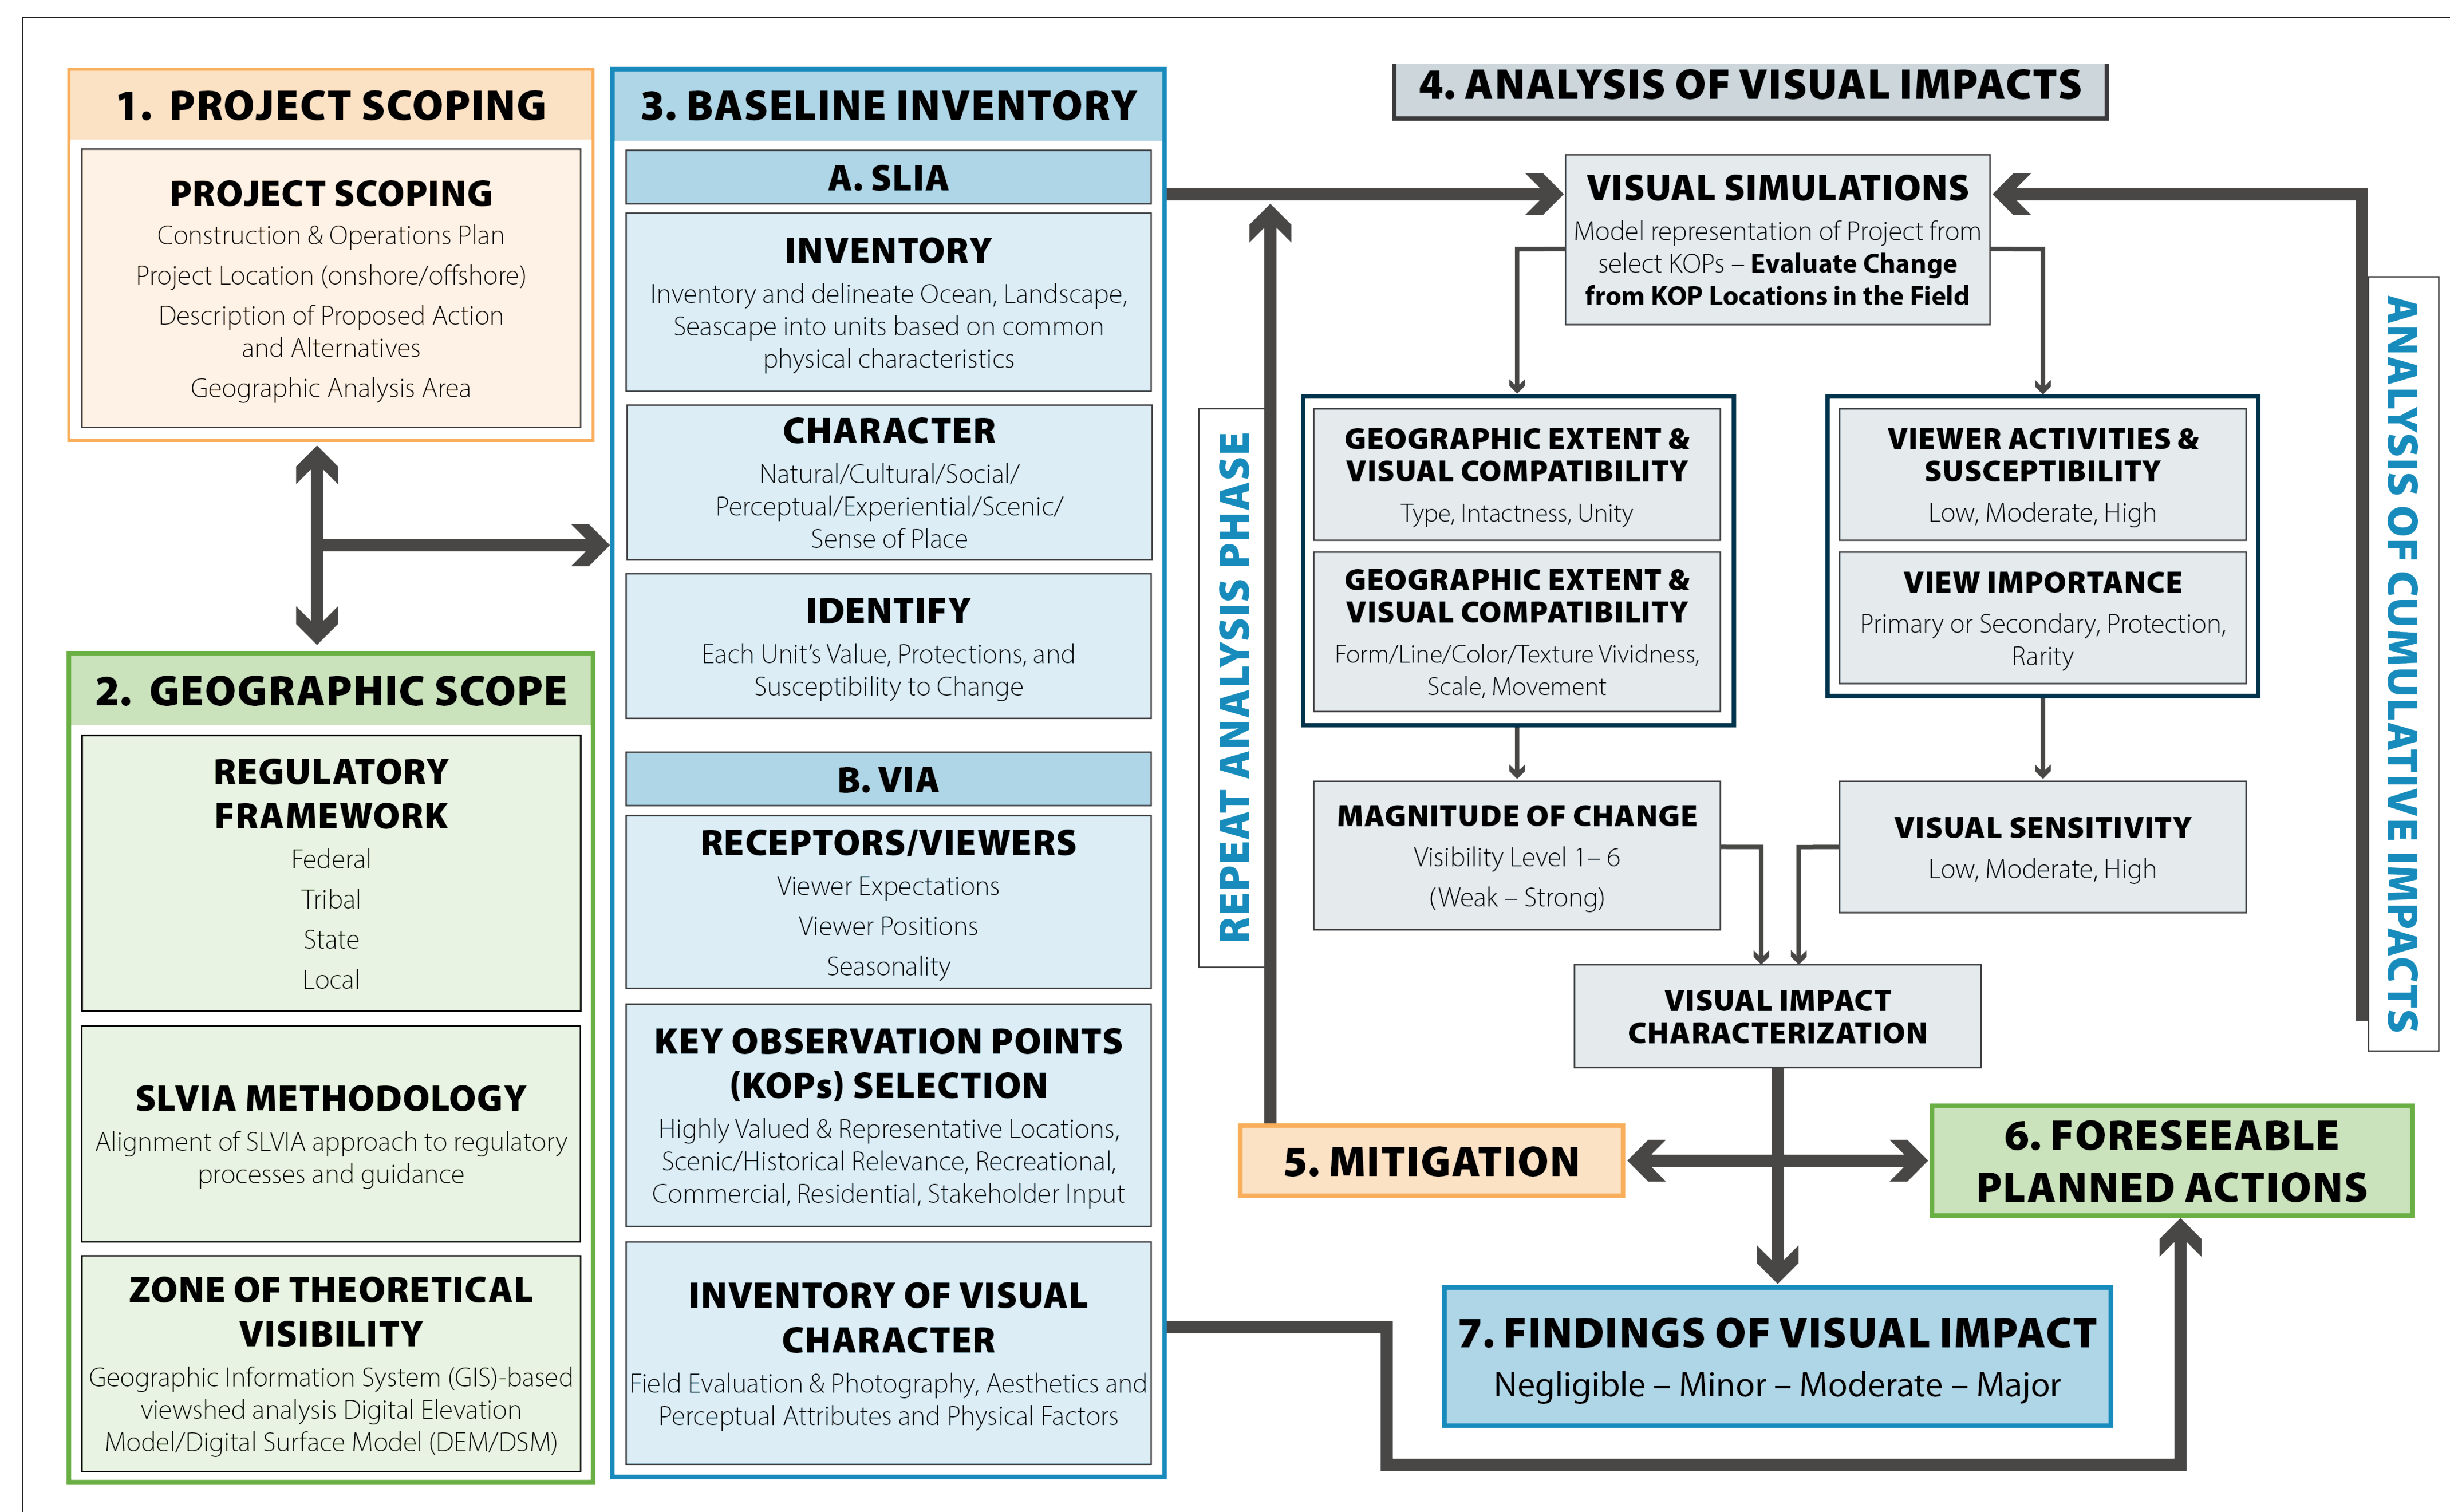 1. PROJECT SCOPING
PROJECT SCOPING
Construction & Operations Plan
Project Location (onshore/offshore)
Description of Proposed Action
and Alternatives
Geographic Analysis Area
2. GEOGRAPHIC SCOPE
REGULATORY
FRAMEWORK
Federal
Tribal
State
Local
SLVIA METHODOLOGY
Alignment of SLVIA approach to regulatory
processes and guidance
ZONE OF THEORETICAL
VISIBILITY
Geographic Information System (GIS)-based
viewshed analysis Digital Elevation
Model/Digital Surface Model (DEM/DSM)
3. BASELINE INVENTORY
A. SLIA
INVENTORY
Inventory and delineate Ocean, Landscape,
Seascape into units based on common
physical characteristics
CHARACTER
Natural/Cultural/Social/
Perceptual/Experiential/Scenic/
Sense of Place
IDENTIFY
Each Unit’s Value, Protections, and
Susceptibility to Change
B. VIA
RECEPTORS/VIEWERS
Viewer Expectations
Viewer Positions
Seasonality
KEY OBSERVATION POINTS
(KOPs) SELECTION
Highly Valued & Representative Locations,
Scenic/Historical Relevance, Recreational,
Commercial, Residential, Stakeholder Input
INVENTORY OF VISUAL
CHARACTER
Field Evaluation & Photography, Aesthetics and
Perceptual Attributes and Physical Factors
REPEAT ANALYSIS PHASE
4. ANALYSIS OF VISUAL IMPACTS
VISUAL SIMULATIONS
Model representation of Project from
select KOPs – Evaluate Change
from KOP Locations in the Field
GEOGRAPHIC EXTENT &
VISUAL COMPATIBILITY
Type, Intactness, Unity
GEOGRAPHIC EXTENT &
VISUAL COMPATIBILITY
Form/Line/Color/Texture Vividness,
Scale, Movement
VIEWER ACTIVITIES &
SUSCEPTIBILITY
Low, Moderate, High
VIEW IMPORTANCE
Primary or Secondary, Protection,
Rarity
MAGNITUDE OF CHANGE
Visibility Level 1– 6
(Weak – Strong)
VISUAL SENSITIVITY
Low, Moderate, High
VISUAL IMPACT
CHARACTERIZATION
ANALYSIS OF CUMULATIVE IMPACTS
5. MITIGATION
6. FORESEEABLE
PLANNED ACTIONS
7. FINDINGS OF VISUAL IMPACT
Negligible – Minor – Moderate – Major